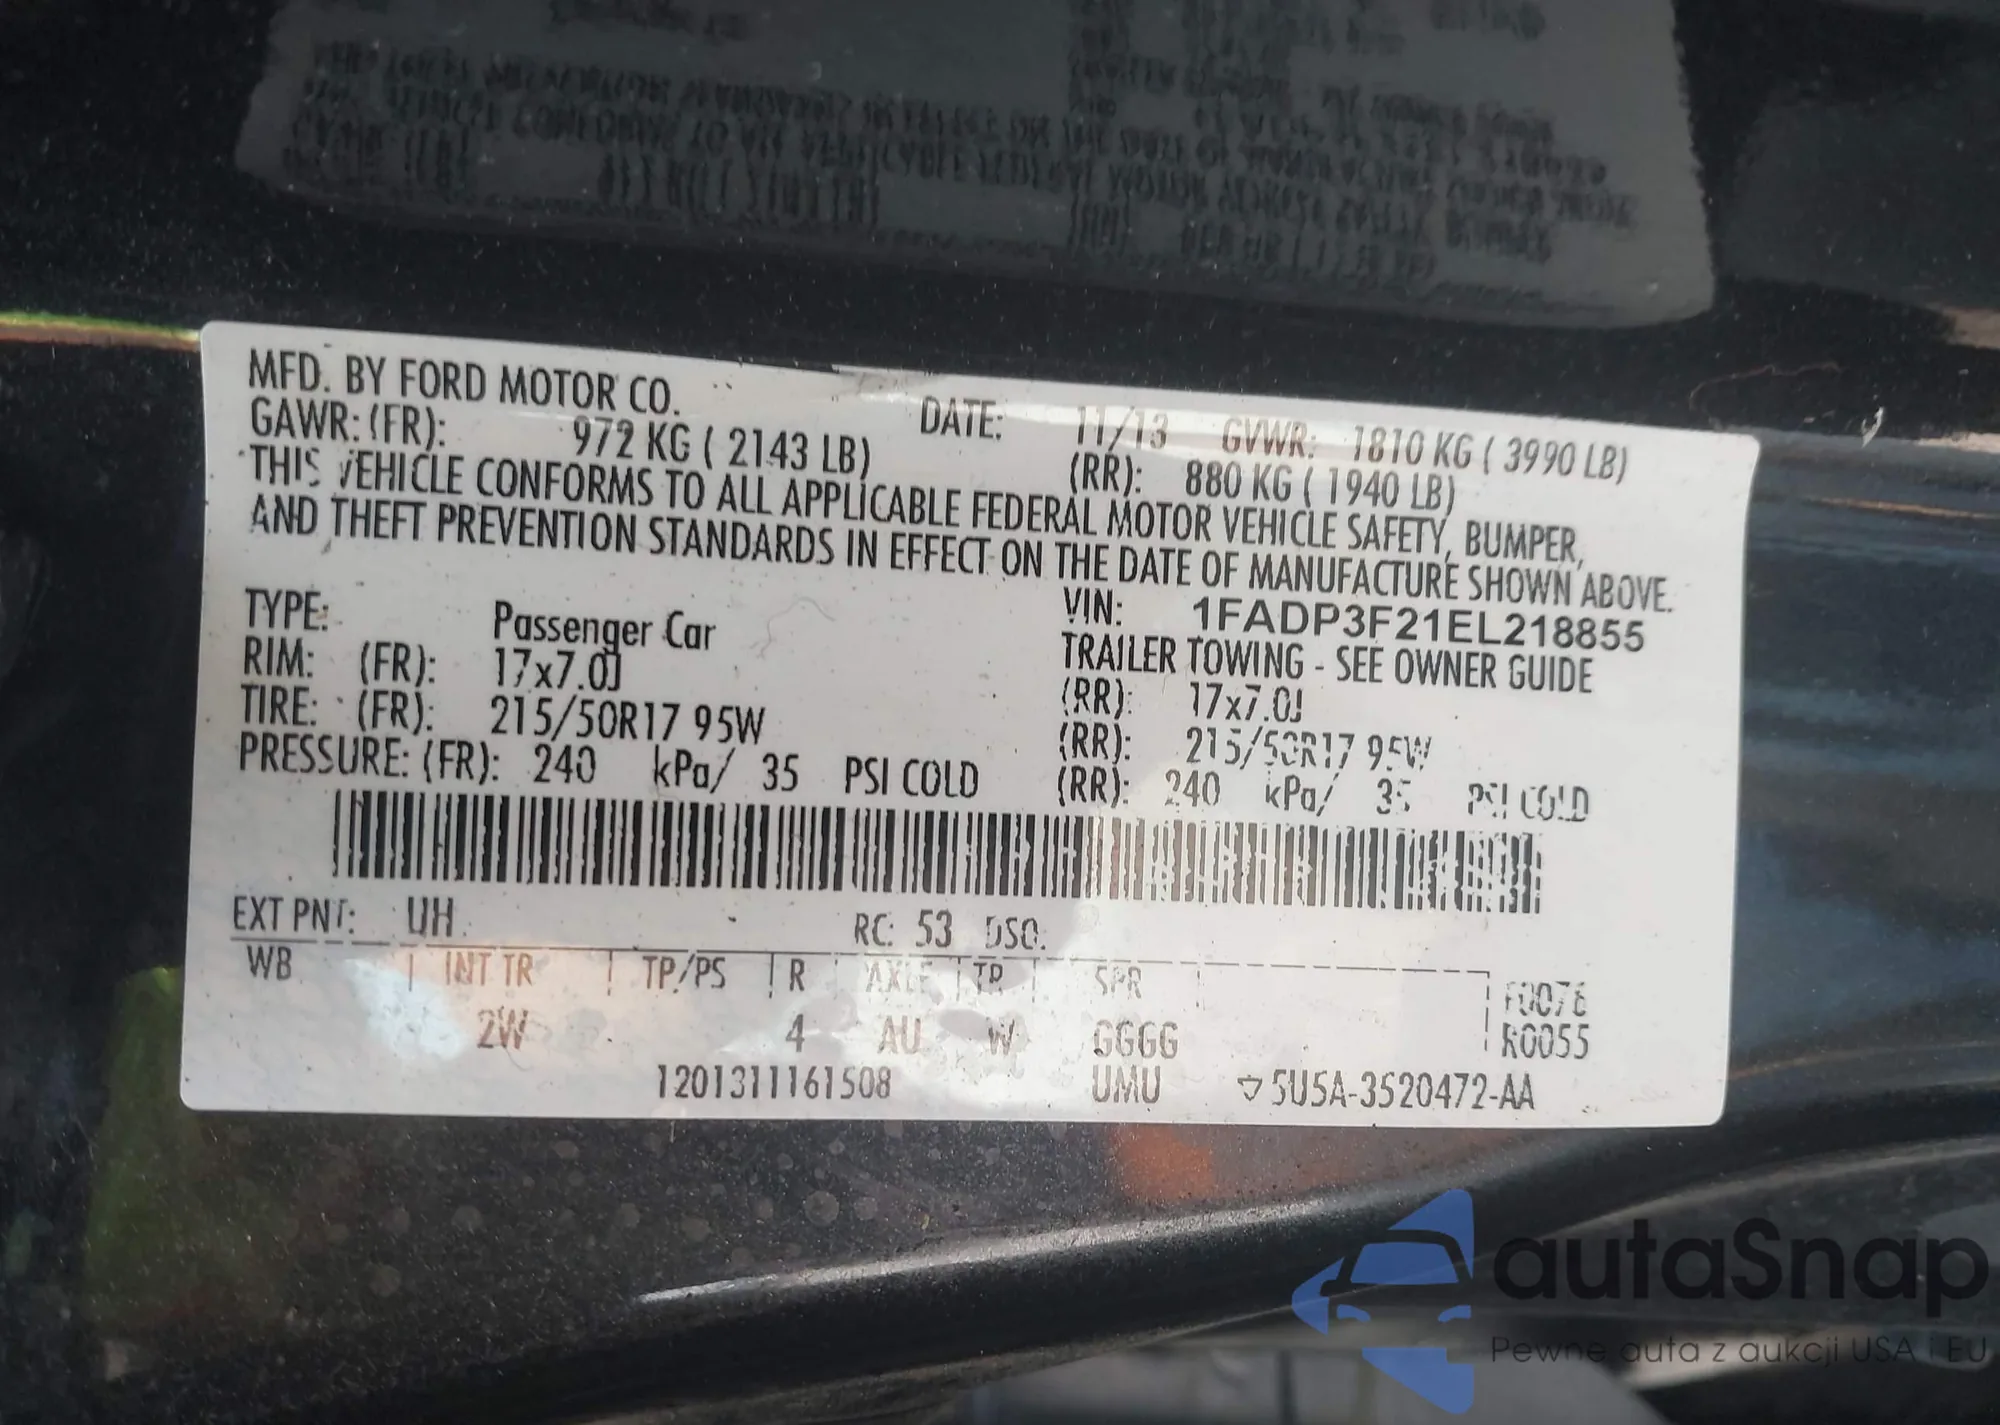 MFD. BY FORD MOTOR CO. DATE: 11/13 GVWR: 1810 KG ( 3990 LB)
GAWR: (FR): 972 KG ( 2143 LB) (RR): 880 KG ( 1940 LB)
THIS VEHICLE CONFORMS TO ALL APPLICABLE FEDERAL MOTOR VEHICLE SAFETY, BUMPER,
AND THEFT PREVENTION STANDARDS IN EFFECT ON THE DATE OF MANUFACTURE SHOWN ABOVE.
VIN: 1FADP3F21EL218855
TYPE: Passenger Car TRAILER TOWING - SEE OWNER GUIDE
RIM: (FR): 17x7.0J (RR): 17x7.0J
TIRE: (FR): 215/50R17 95W (RR): 215/50R17 95W
PRESSURE: (FR): 240 kPa/ 35 PSI COLD (RR): 240 kPa/ 35 PSI COLD
EXT PNT: UH RC: 53 DSO:
WB INT TR TP/PS R AXLE TR SPR
2W 4 AU W GGGG
F0076
R0055
1201311161508 UMU 5U5A-3520472-AA
autaSnap
Pewne auta z aukcji USA i EU